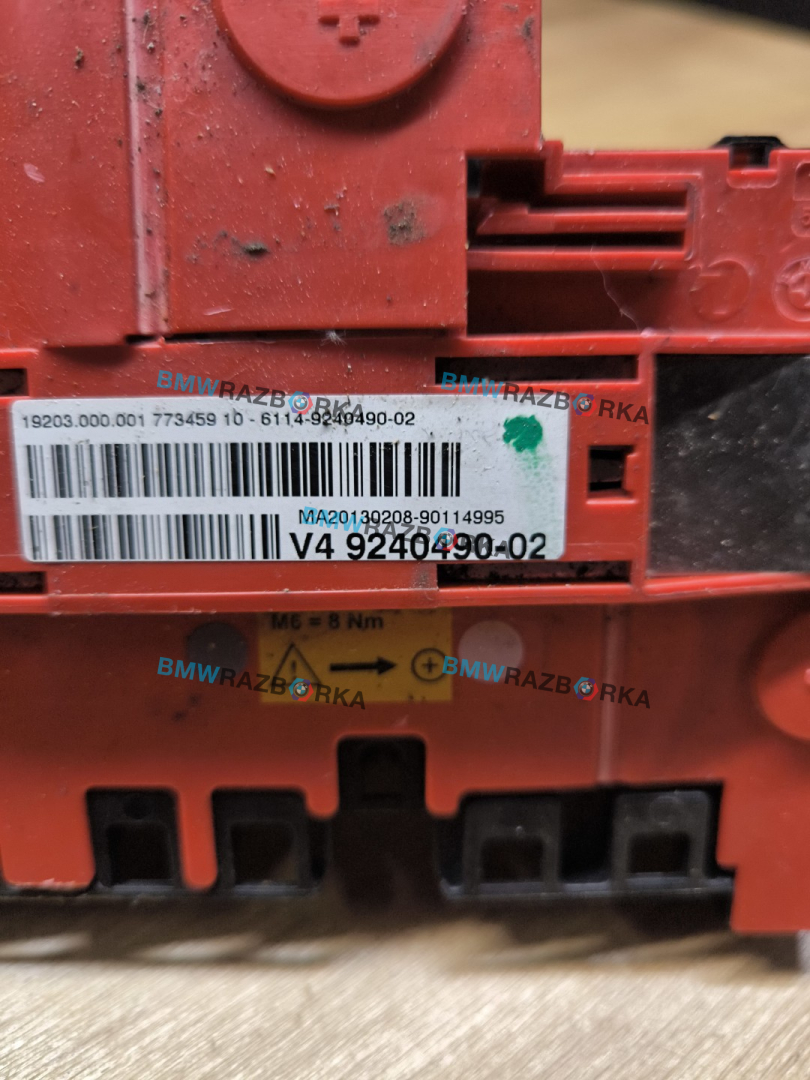 BMWRAZBORKA BMWRAZBORKA
19203.000.001 773459 10 - 6114-9240490-02
MA20130208-90114995
BMWRAZBORKA
V4 9240490-02
M6 = 8 Nm
BMWRAZBORKA BMWRAZBORKA